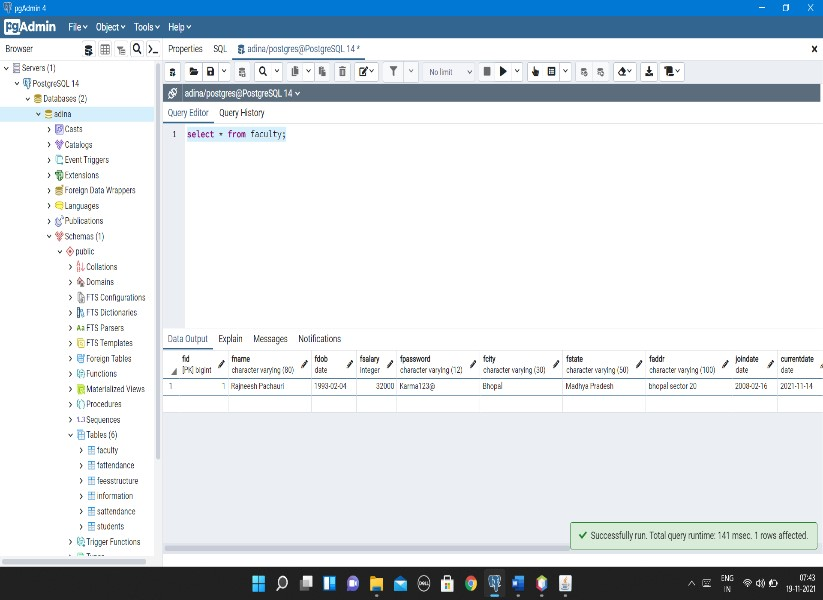 pgAdmin 4
pgAdmin File Object Tools Help
Browser
Properties SQL adina/postgres@PostgreSQL 14 *
Servers (1)
PostgreSQL 14
Databases (2)
adina
Casts
Catalogs
Event Triggers
Extensions
Foreign Data Wrappers
Languages
Publications
Schemas (1)
public
Collations
Domains
FTS Configurations
FTS Dictionaries
Aa FTS Parsers
FTS Templates
Foreign Tables
Functions
Materialized Views
Procedures
1..3 Sequences
Tables (6)
faculty
fattendance
feesstructure
information
sattendance
students
Trigger Functions
Types
No limit
adina/postgres@PostgreSQL 14
Query Editor Query History
1 select * from faculty;
Data Output Explain Messages Notifications
fid fname fdob fsalary fpassword fcity fstate faddr joindate currentdate
[PK] bigint character varying (80) date integer character varying (12) character varying (30) character varying (50) character varying (100) date date
1 1 Rajneesh Pachauri 1993-02-04 32000 Karma123@ Bhopal Madhya Pradesh bhopal sector 20 2008-02-16 2021-11-14
Successfully run. Total query runtime: 141 msec. 1 rows affected.
DELL
ENG
IN
07:43
19-11-2021